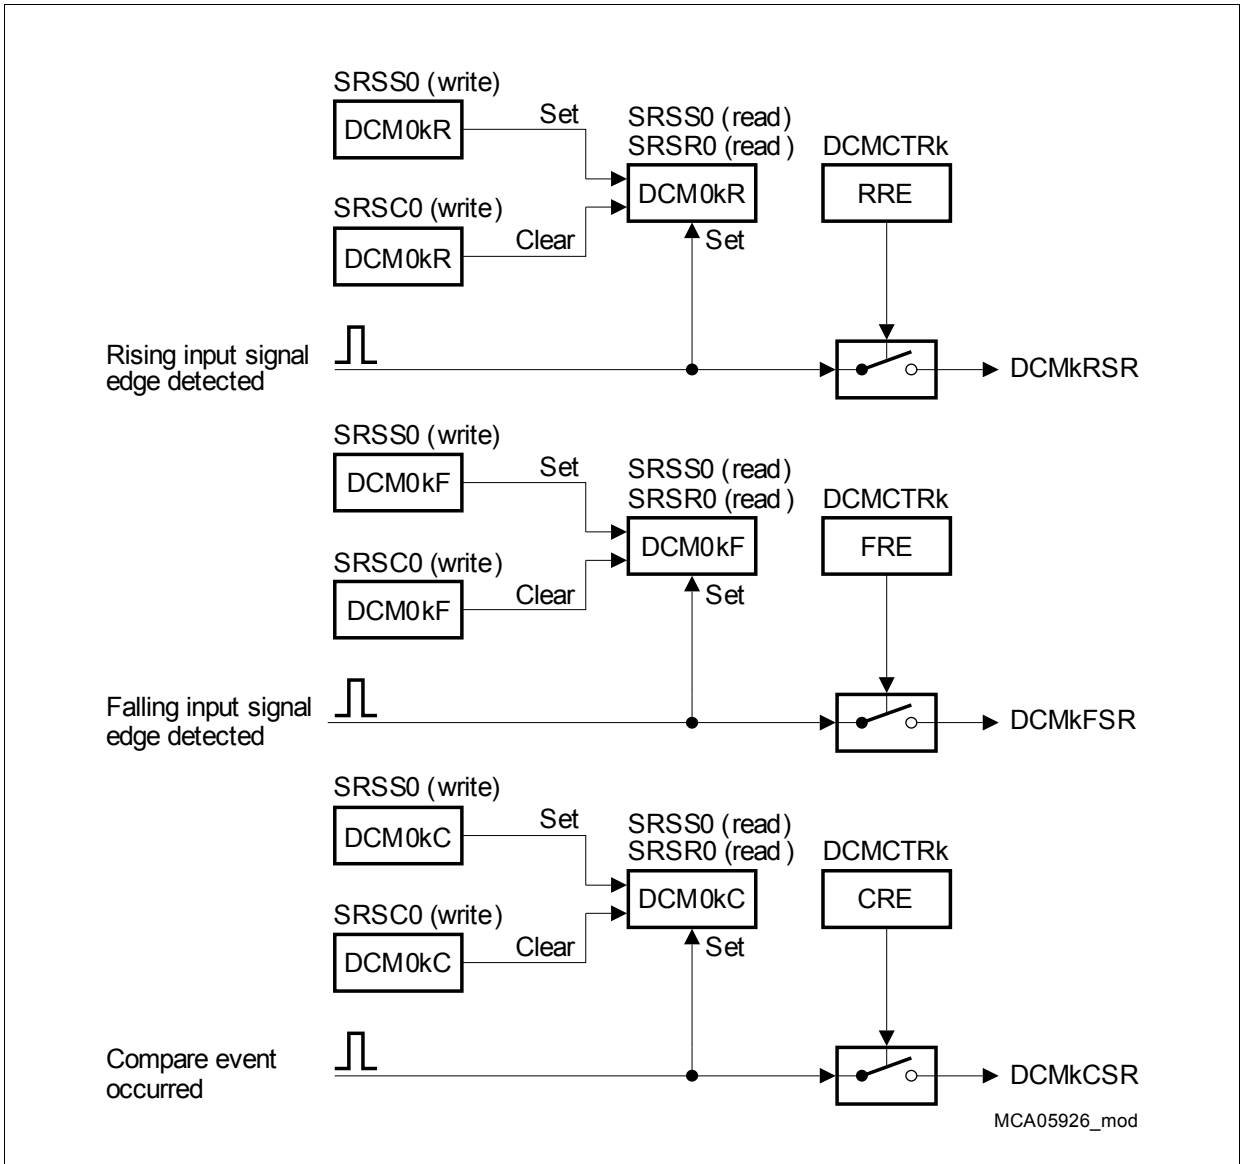 SRSS0 (write)
DCM0kR
Set
SRSS0 (read)
SRSR0 (read)
DCM0kR
DCMCTRk
RRE
SRSC0 (write)
DCM0kR
Clear
Set
Rising input signal
edge detected
DCMkRSR
SRSS0 (write)
DCM0kF
Set
SRSS0 (read)
SRSR0 (read)
DCM0kF
DCMCTRk
FRE
SRSC0 (write)
DCM0kF
Clear
Set
Falling input signal
edge detected
DCMkFSR
SRSS0 (write)
DCM0kC
Set
SRSS0 (read)
SRSR0 (read)
DCM0kC
DCMCTRk
CRE
SRSC0 (write)
DCM0kC
Clear
Set
Compare event
occurred
DCMkCSR
MCA05926_mod